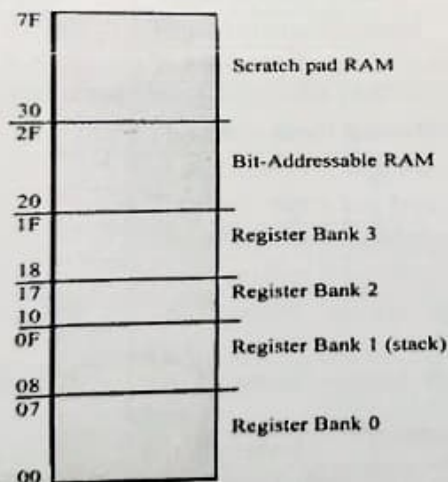 7F
Scratch pad RAM
30
2F
Bit-Addressable RAM
20
1F
Register Bank 3
18
17
Register Bank 2
10
0F
Register Bank 1 (stack)
08
07
Register Bank 0
00